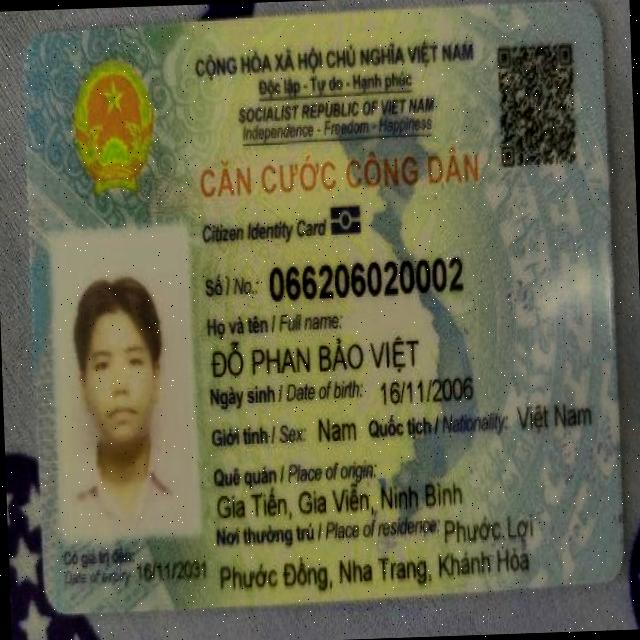 CỘNG HÒA XÃ HỘI CHỦ NGHĨA VIỆT NAM
Độc lập - Tự do - Hạnh phúc
SOCIALIST REPUBLIC OF VIET NAM
Independence - Freedom - Happiness
CĂN CƯỚC CÔNG DÂN
Citizen Identity Card
Số / No.: 066206020002
Họ và tên / Full name:
ĐỖ PHAN BẢO VIỆT
Ngày sinh / Date of birth: 16/11/2006
Giới tính / Sex: Nam Quốc tịch / Nationality: Việt Nam
Quê quán / Place of origin:
Gia Tiến, Gia Viễn, Ninh Bình
Nơi thường trú / Place of residence: Phước Lợi
Phước Đồng, Nha Trang, Khánh Hòa
Có giá trị đến:
Date of expiry 16/11/2031